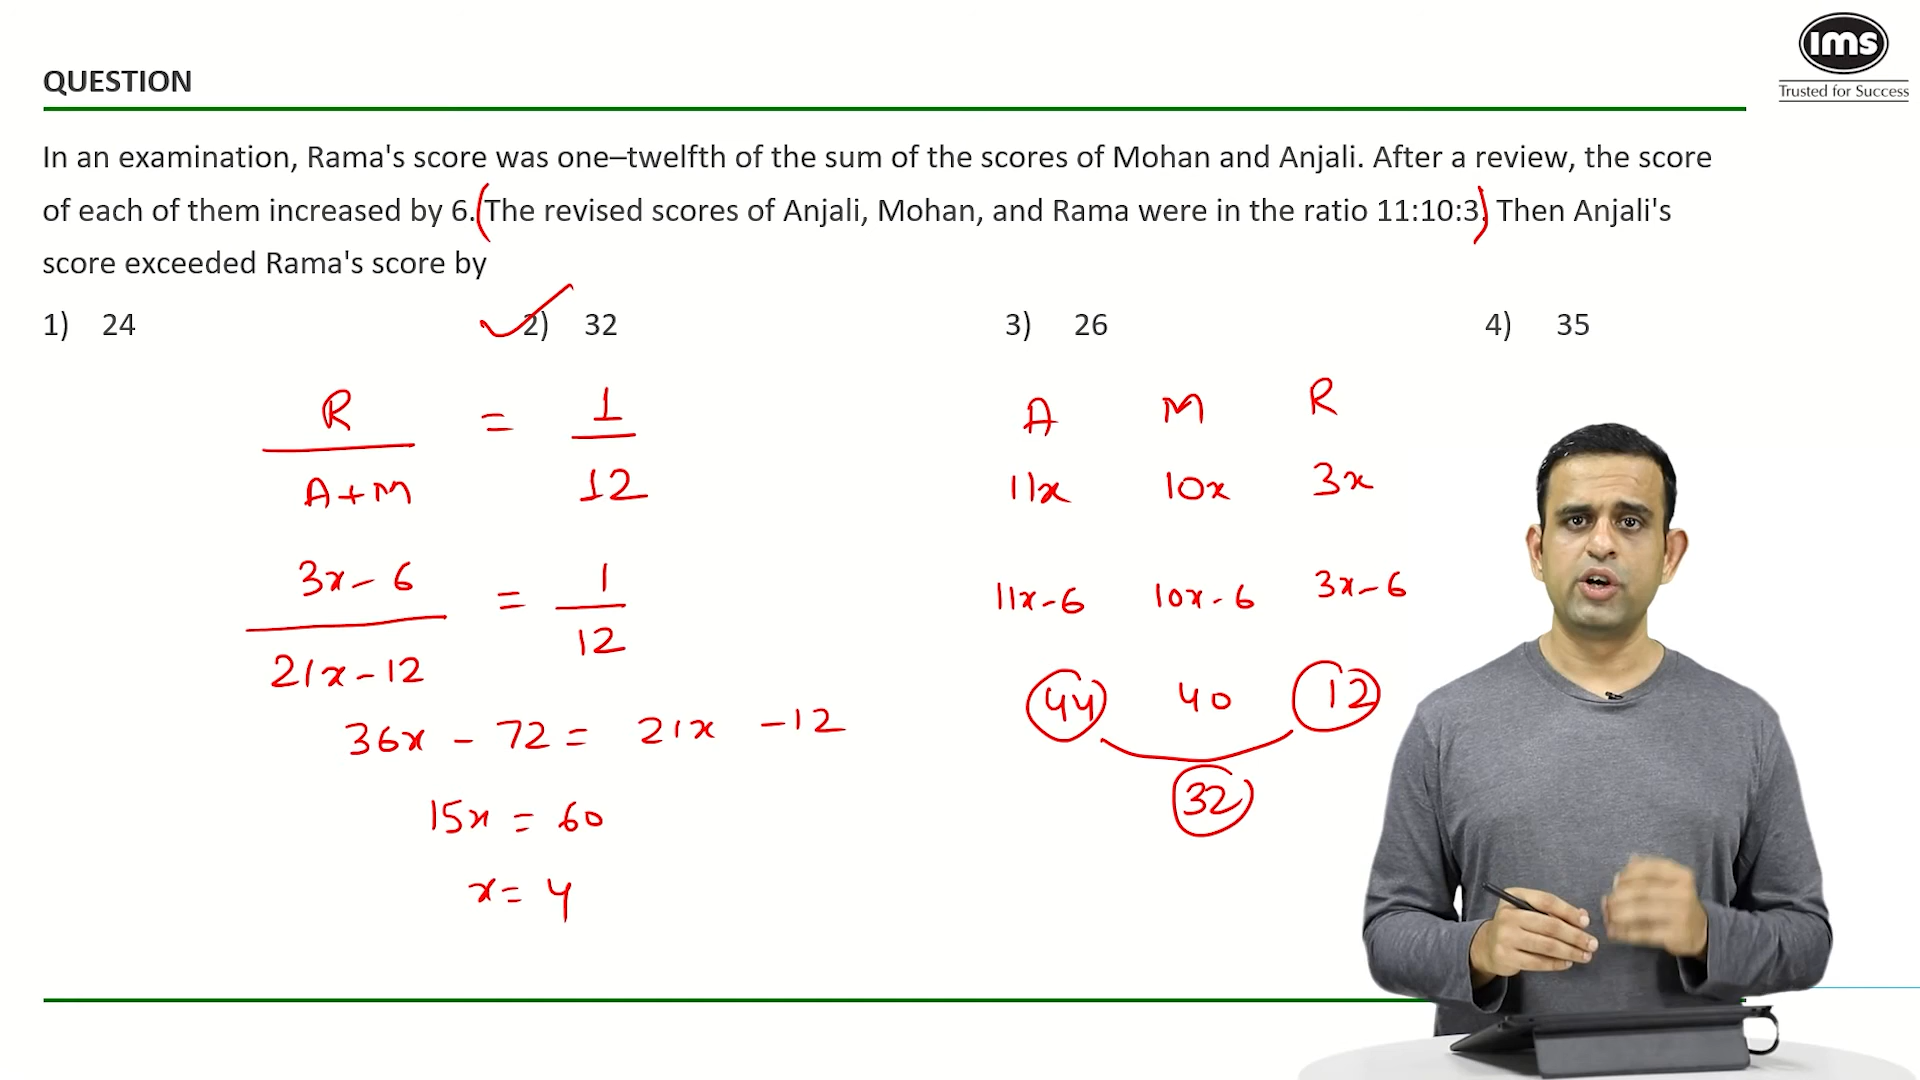 ims
Trusted for Success
QUESTION
In an examination, Rama's score was one–twelfth of the sum of the scores of Mohan and Anjali. After a review, the score
of each of them increased by 6. (The revised scores of Anjali, Mohan, and Rama were in the ratio 11:10:3.) Then Anjali's
score exceeded Rama's score by
1) 24 2) 32 3) 26 4) 35
R = 1
A+M 12
3x-6 = 1
21x-12 12
36x - 72 = 21x -12
15x = 60
x= 4
A M R
11x 10x 3x
11x-6 10x-6 3x-6
44 40 12
32